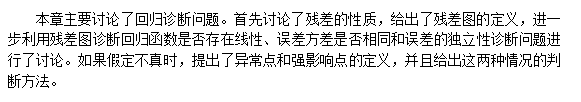 本章主要讨论了回归诊断问题。首先讨论了残差的性质，给出了残差图的定义，进一
步利用残差图诊断回归函数是否存在线性、误差方差是否相同和误差的独立性诊断问题进
行了讨论。如果假定不真时，提出了异常点和强影响点的定义，并且给出这两种情况的判
断方法。